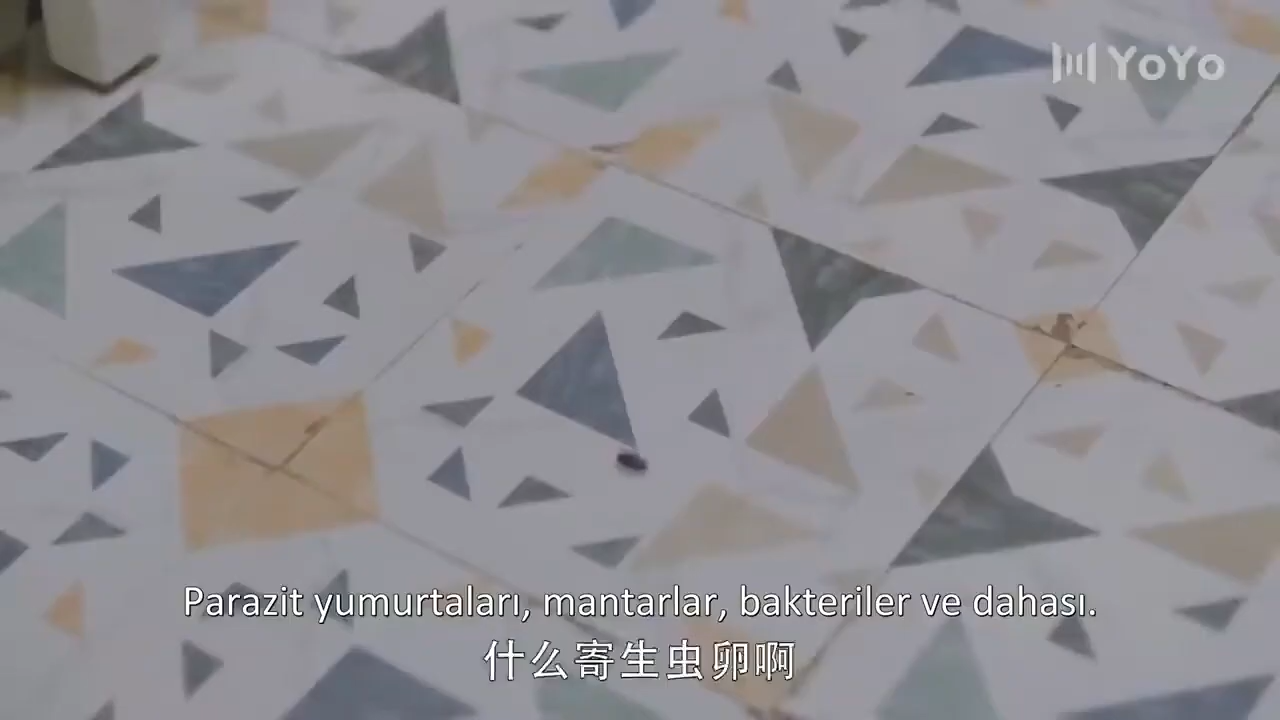 YoYo
Parazit yumurtaları, mantarlar, bakteriler ve dahası.
什么寄生虫卵啊